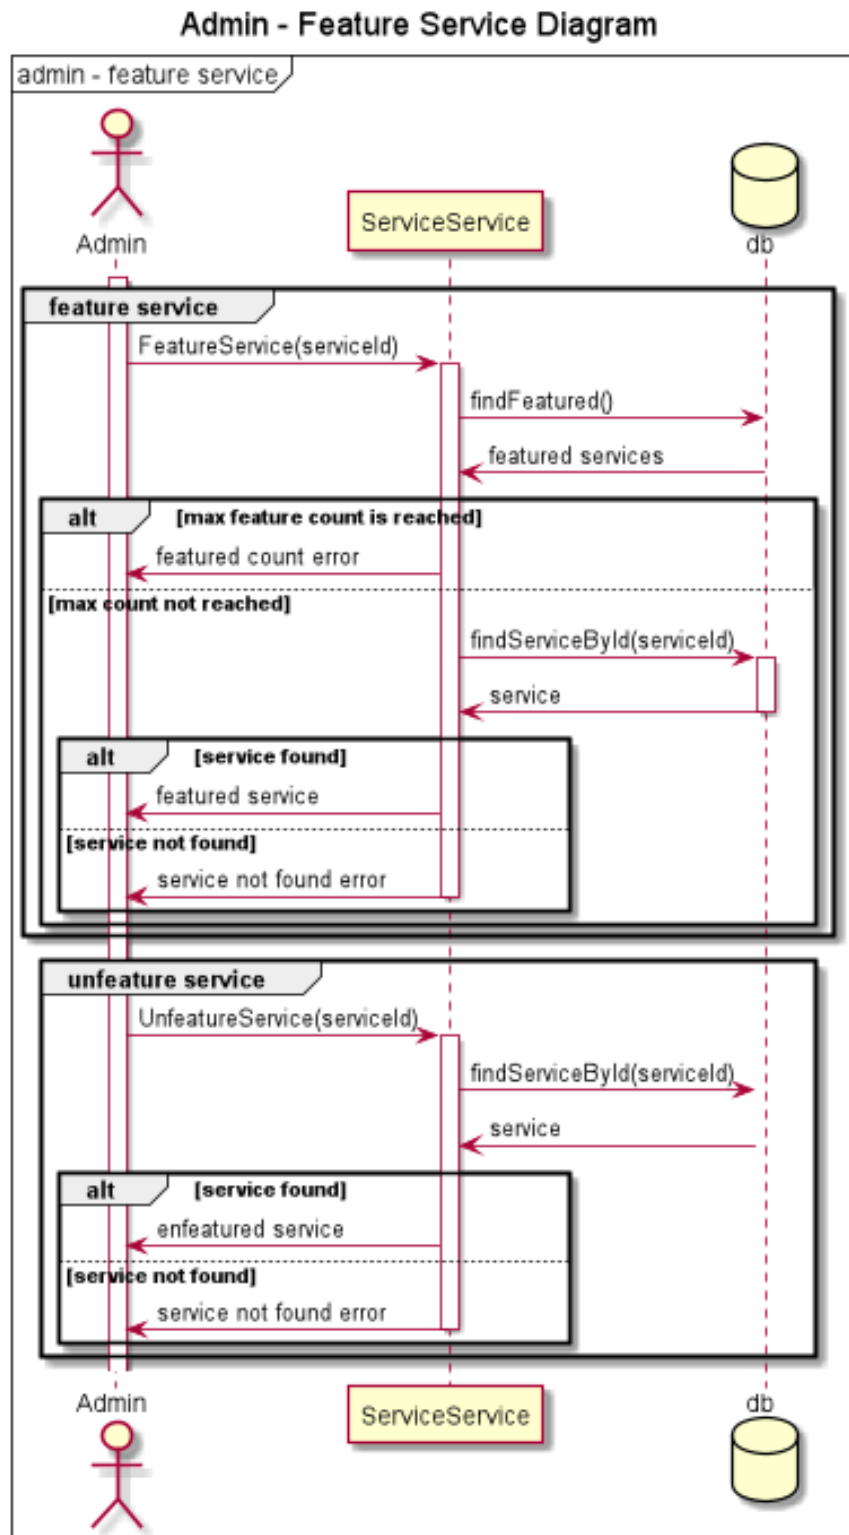 Admin - Feature Service Diagram
admin - feature service
Admin
ServiceService
db
feature service
FeatureService(serviceId)
findFeatured()
featured services
alt [max feature count is reached]
featured count error
[max count not reached]
findServiceById(serviceId)
service
alt [service found]
featured service
[service not found]
service not found error
unfeature service
UnfeatureService(serviceId)
findServiceById(serviceId)
service
alt [service found]
enfeatured service
[service not found]
service not found error
Admin
ServiceService
db